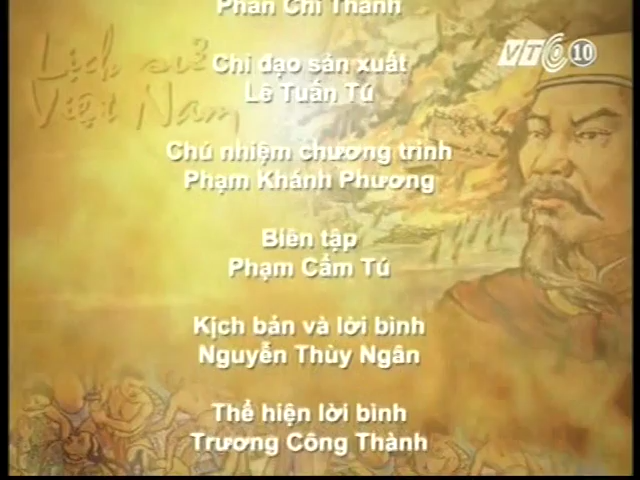 Phan Chí Thành
Lịch sử
Việt Nam
VTC 10
Chỉ đạo sản xuất
Lê Tuấn Tú
Chủ nhiệm chương trình
Phạm Khánh Phương
Biên tập
Phạm Cẩm Tú
Kịch bản và lời bình
Nguyễn Thùy Ngân
Thể hiện lời bình
Trương Công Thành